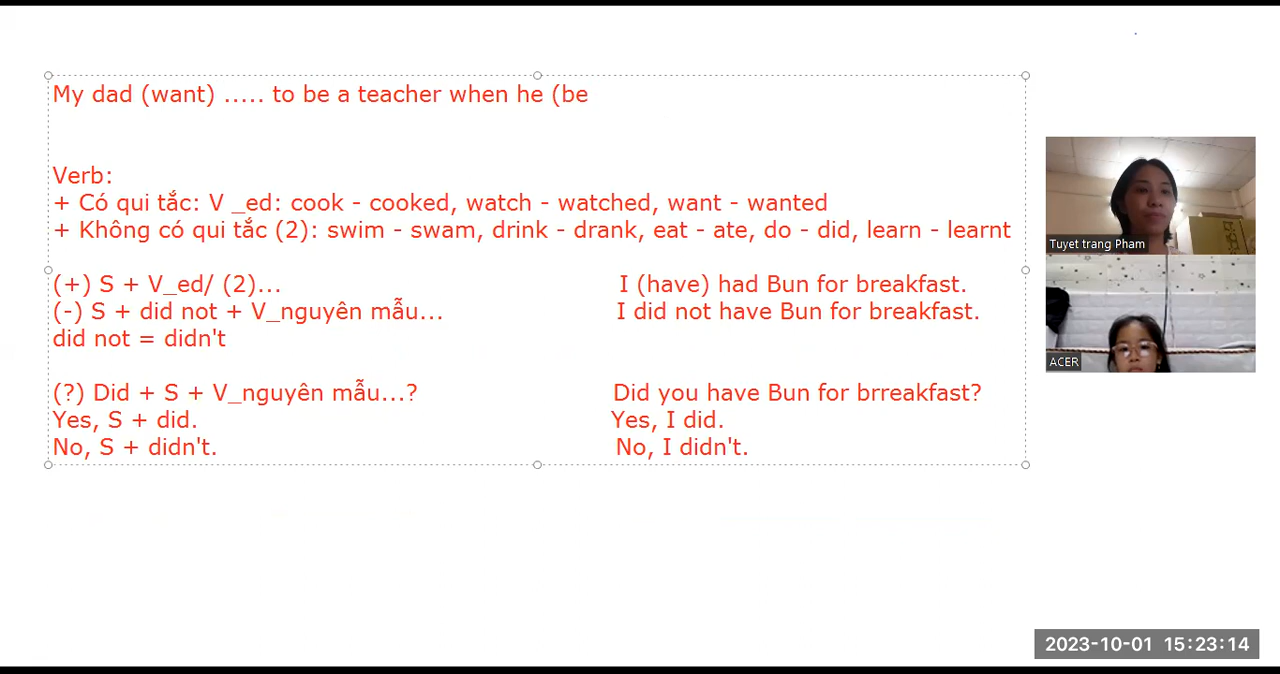 My dad (want) ..... to be a teacher when he (be
Verb:
+ Có qui tắc: V _ed: cook - cooked, watch - watched, want - wanted
+ Không có qui tắc (2): swim - swam, drink - drank, eat - ate, do - did, learn - learnt
(+) S + V_ed/ (2)...
I (have) had Bun for breakfast.
(-) S + did not + V_nguyên mẫu...
I did not have Bun for breakfast.
did not = didn't
(?) Did + S + V_nguyên mẫu...?
Did you have Bun for brreakfast?
Yes, S + did.
Yes, I did.
No, S + didn't.
No, I didn't.
Tuyet trang Pham
ACER
2023-10-01 15:23:14